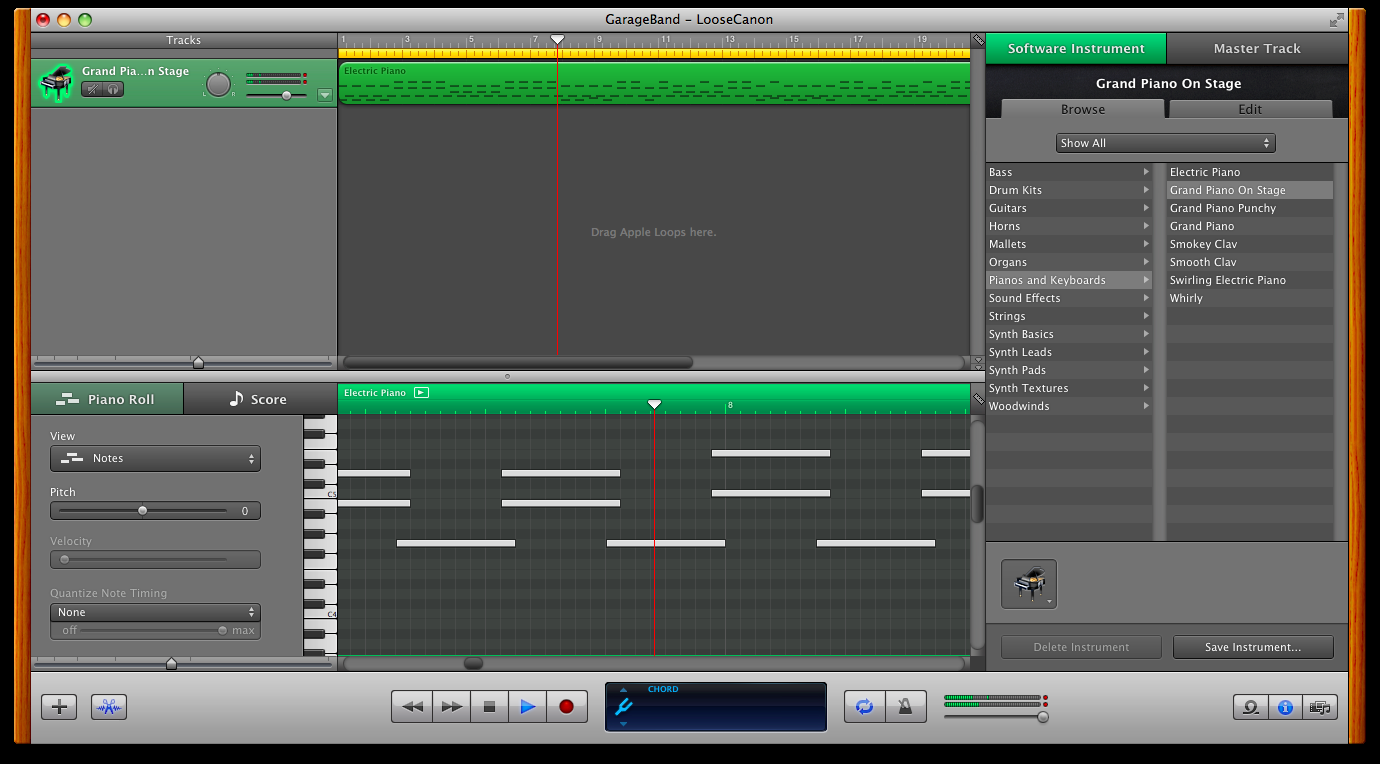 GarageBand – LooseCanon
Tracks
1 3 5 7 9 11 13 15 17 19
Software Instrument
Master Track
Grand Pia...n Stage
L R
Electric Piano
Grand Piano On Stage
Browse
Edit
Show All
Bass
Drum Kits
Guitars
Horns
Mallets
Organs
Pianos and Keyboards
Sound Effects
Strings
Synth Basics
Synth Leads
Synth Pads
Synth Textures
Woodwinds
Electric Piano
Grand Piano On Stage
Grand Piano Punchy
Grand Piano
Smokey Clav
Smooth Clav
Swirling Electric Piano
Whirly
Drag Apple Loops here.
Piano Roll
Score
Electric Piano
8
View
Notes
Pitch
0
Velocity
Quantize Note Timing
None
off max
C5
C4
Delete Instrument
Save Instrument...
CHORD